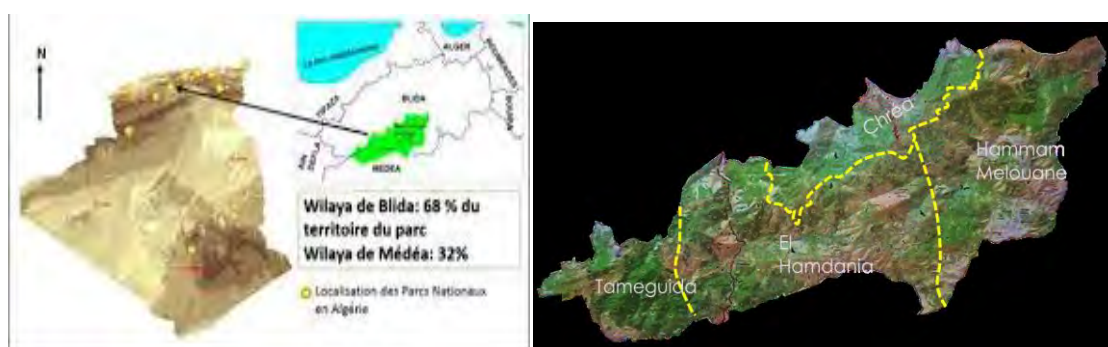 N
ALGER
TIPAZA
BLIDA
MEDEA
Wilaya de Blida: 68 % du
territoire du parc
Wilaya de Médéa: 32%
Localisation des Parcs Nationaux
en Algérie
Chréa
Hammam
Melouane
El
Hamdania
Tameguida